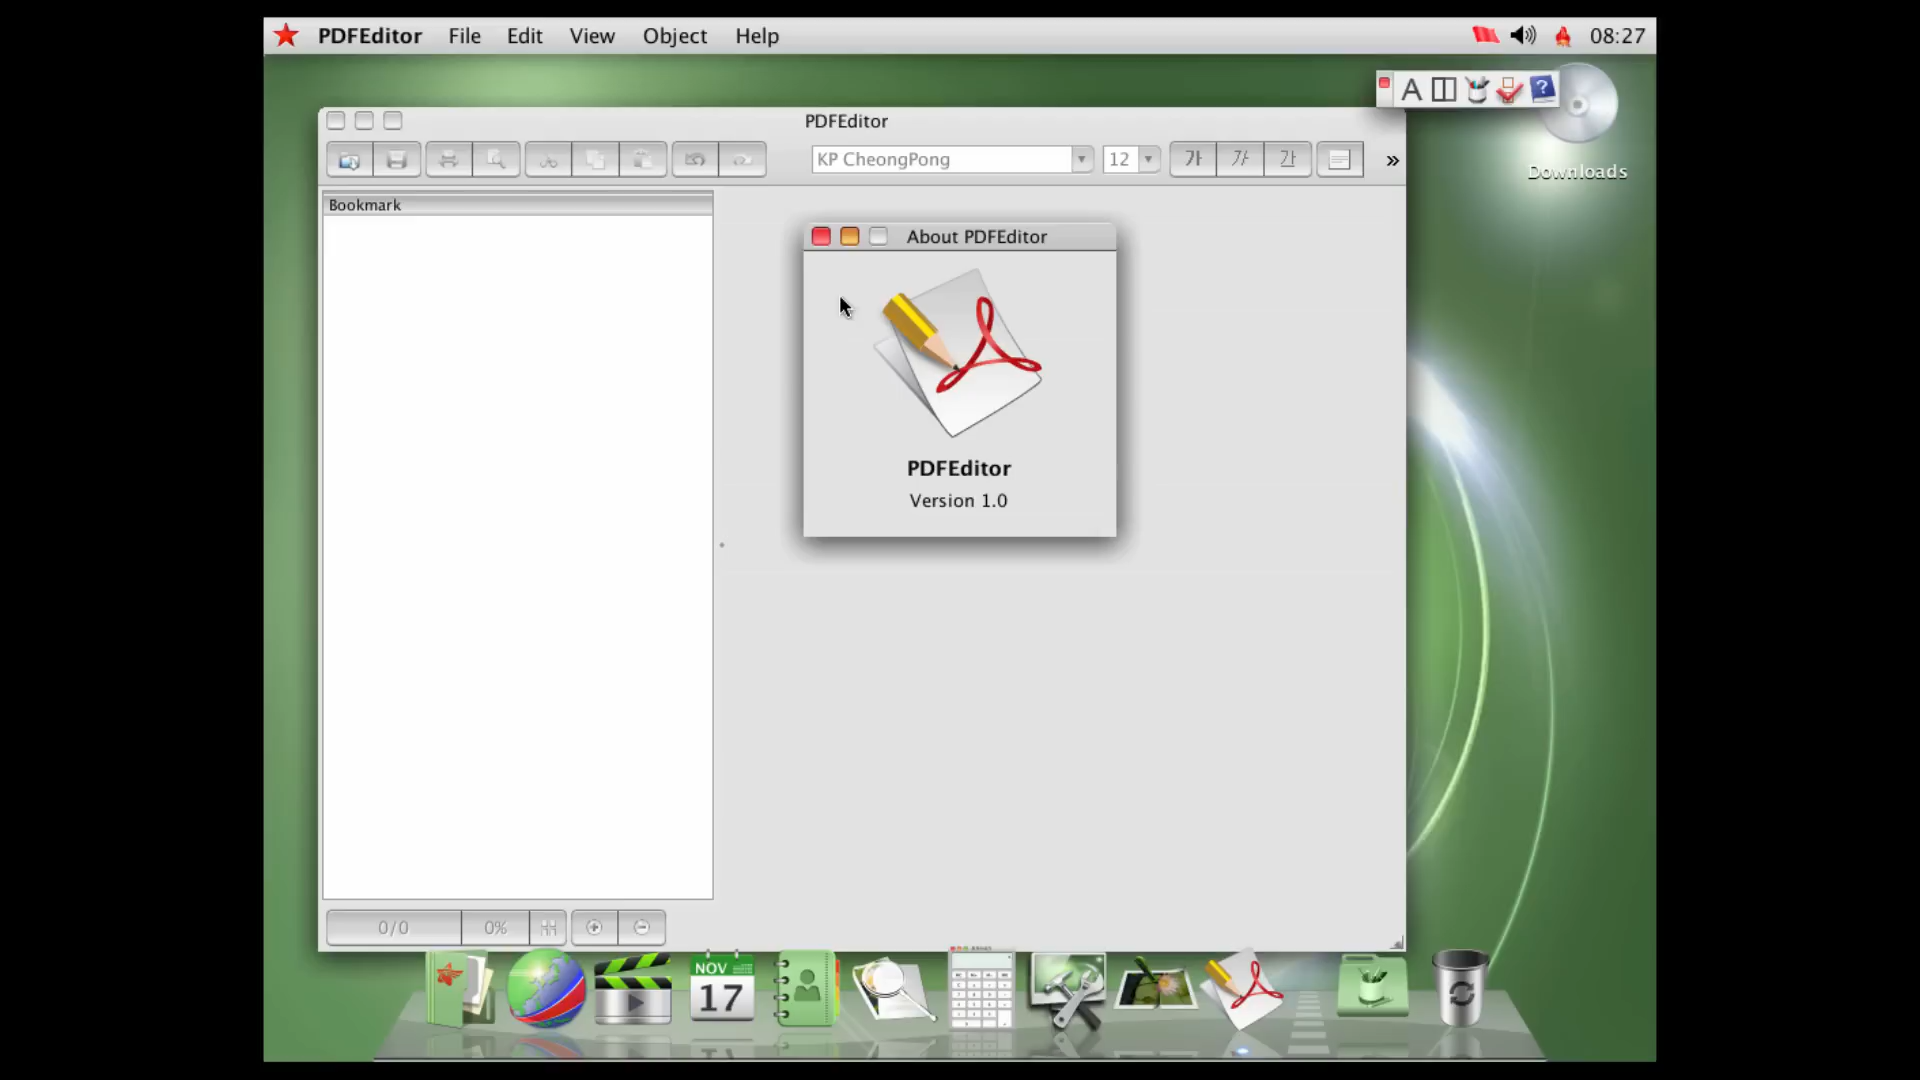 PDFEditor File Edit View Object Help 08:27
A ?
PDFEditor
KP CheongPong 12 가 가 가 »
Downloads
Bookmark
About PDFEditor
PDFEditor
Version 1.0
0/0 0%
NOV
17